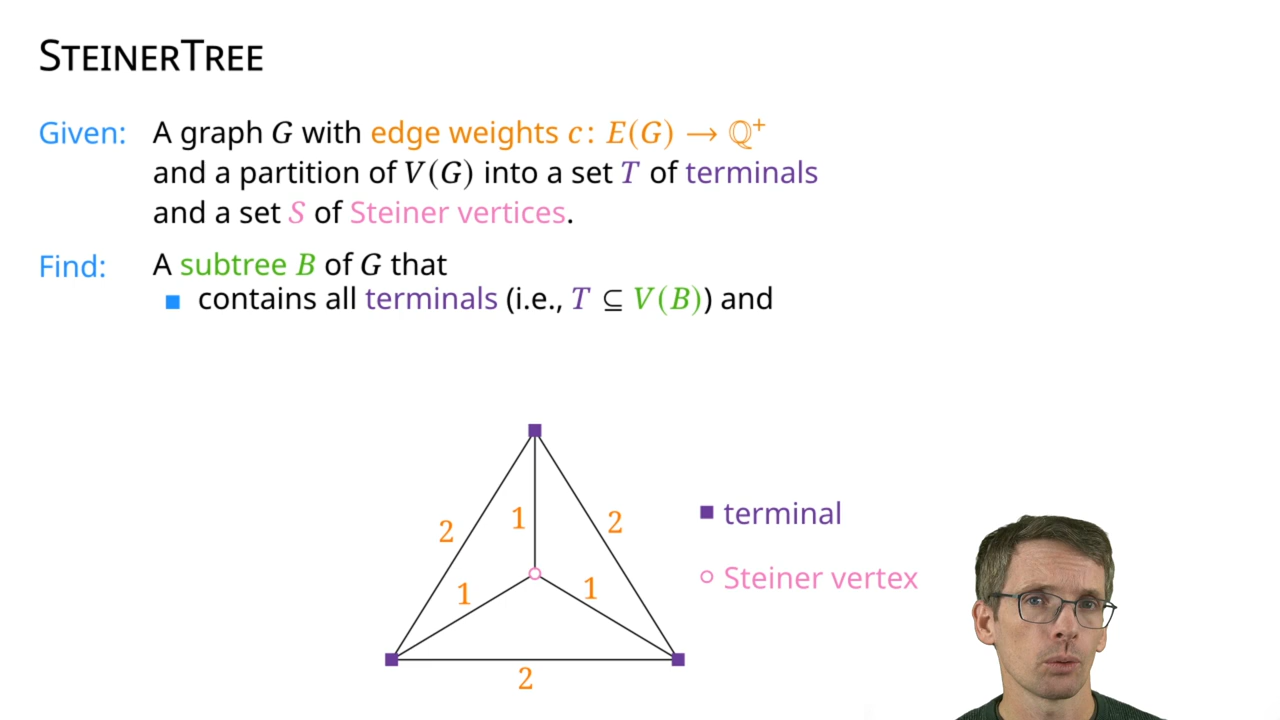 STEINERTREE
Given: A graph G with edge weights c: E(G) → ℚ⁺
and a partition of V(G) into a set T of terminals
and a set S of Steiner vertices.
Find: A subtree B of G that
■ contains all terminals (i.e., T ⊆ V(B)) and
2
1
2
1
1
2
terminal
Steiner vertex